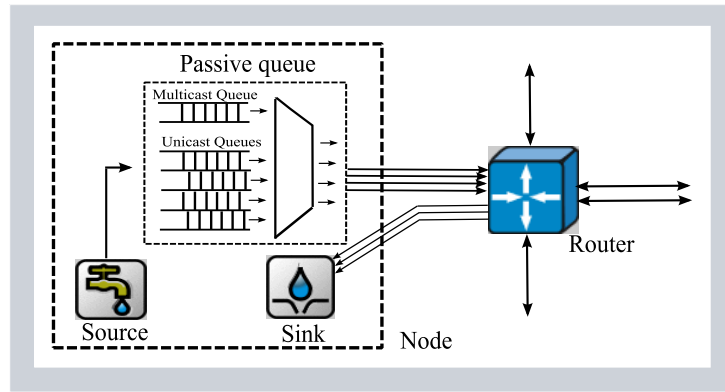 Passive queue
Multicast Queue
Unicast Queues
Router
Source
Sink
Node